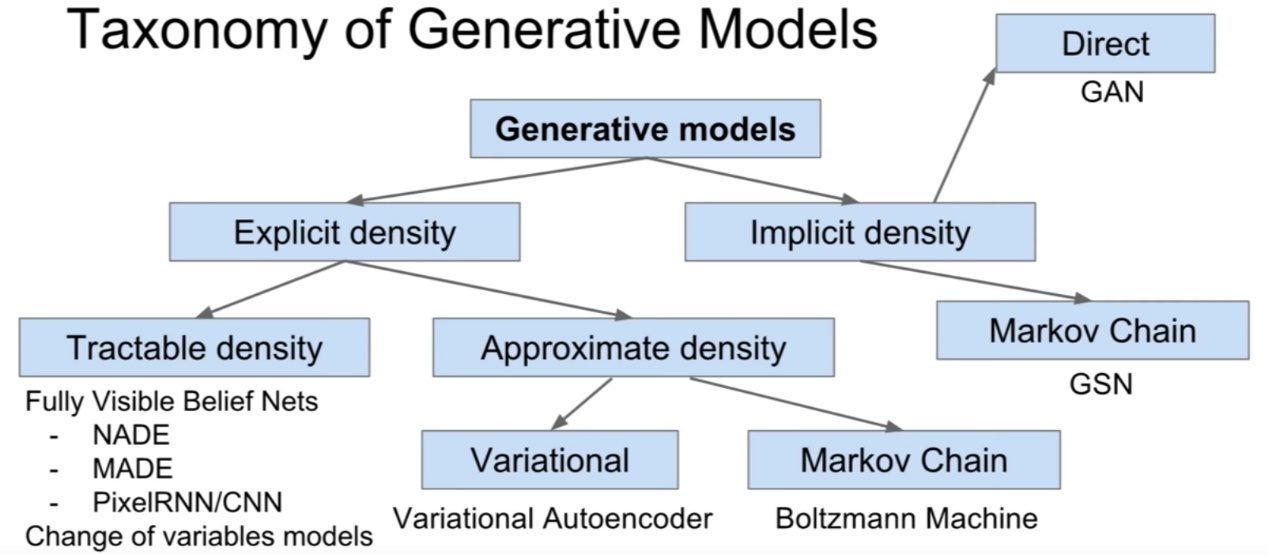 Taxonomy of Generative Models
Direct
GAN
Generative models
Explicit density
Implicit density
Tractable density
Approximate density
Markov Chain
GSN
Fully Visible Belief Nets
- NADE
- MADE
- PixelRNN/CNN
Change of variables models
Variational
Markov Chain
Variational Autoencoder
Boltzmann Machine